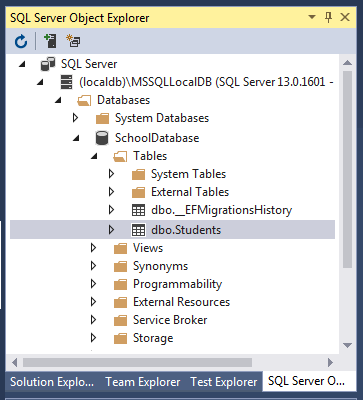 SQL Server Object Explorer
SQL Server
(localdb)\MSSQLLocalDB (SQL Server 13.0.1601 -
Databases
System Databases
SchoolDatabase
Tables
System Tables
External Tables
dbo.__EFMigrationsHistory
dbo.Students
Views
Synonyms
Programmability
External Resources
Service Broker
Storage
Solution Explo... Team Explorer Test Explorer SQL Server O...